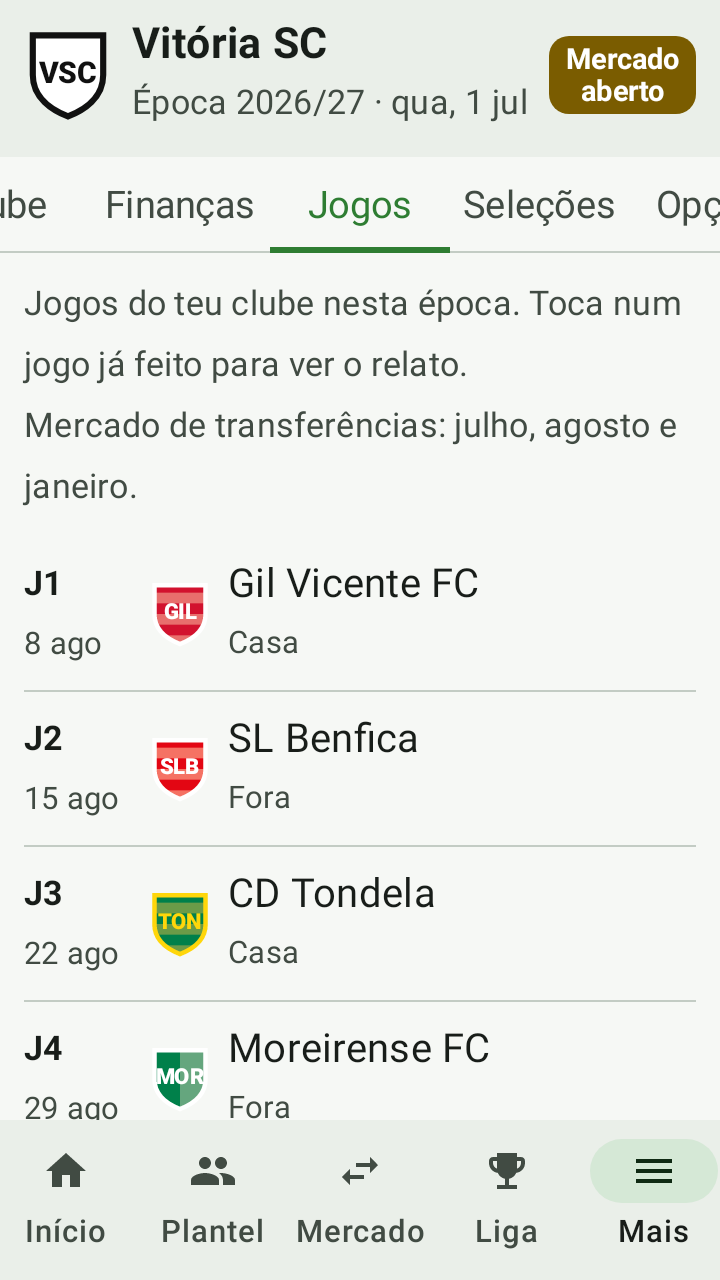 VSC
Vitória SC
Época 2026/27 · qua, 1 jul
Mercado
aberto
ube
Finanças
Jogos
Seleções
Opç
Jogos do teu clube nesta época. Toca num
jogo já feito para ver o relato.
Mercado de transferências: julho, agosto e
janeiro.
J1
8 ago
GIL
Gil Vicente FC
Casa
J2
15 ago
SLB
SL Benfica
Fora
J3
22 ago
TON
CD Tondela
Casa
J4
29 ago
MOR
Moreirense FC
Fora
Início
Plantel
Mercado
Liga
Mais